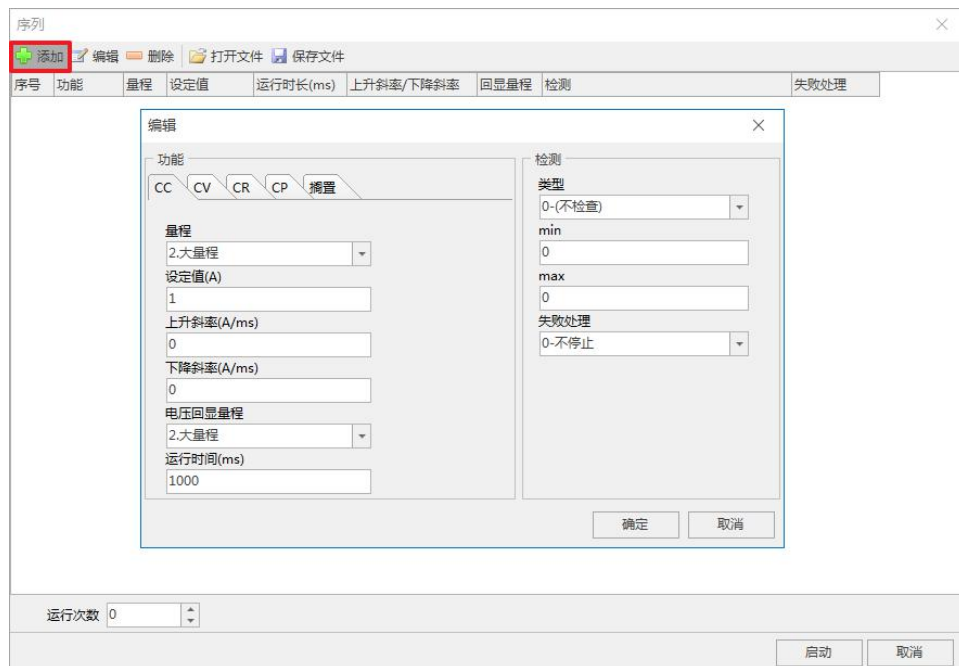 序列
添加 编辑 删除 打开文件 保存文件
序号 功能 量程 设定值 运行时长(ms) 上升斜率/下降斜率 回显量程 检测 失败处理
编辑
功能
CC CV CR CP 搁置
量程
2.大量程
设定值(A)
1
上升斜率(A/ms)
0
下降斜率(A/ms)
0
电压回显量程
2.大量程
运行时间(ms)
1000
检测
类型
0-(不检查)
min
0
max
0
失败处理
0-不停止
确定 取消
运行次数 0
启动 取消